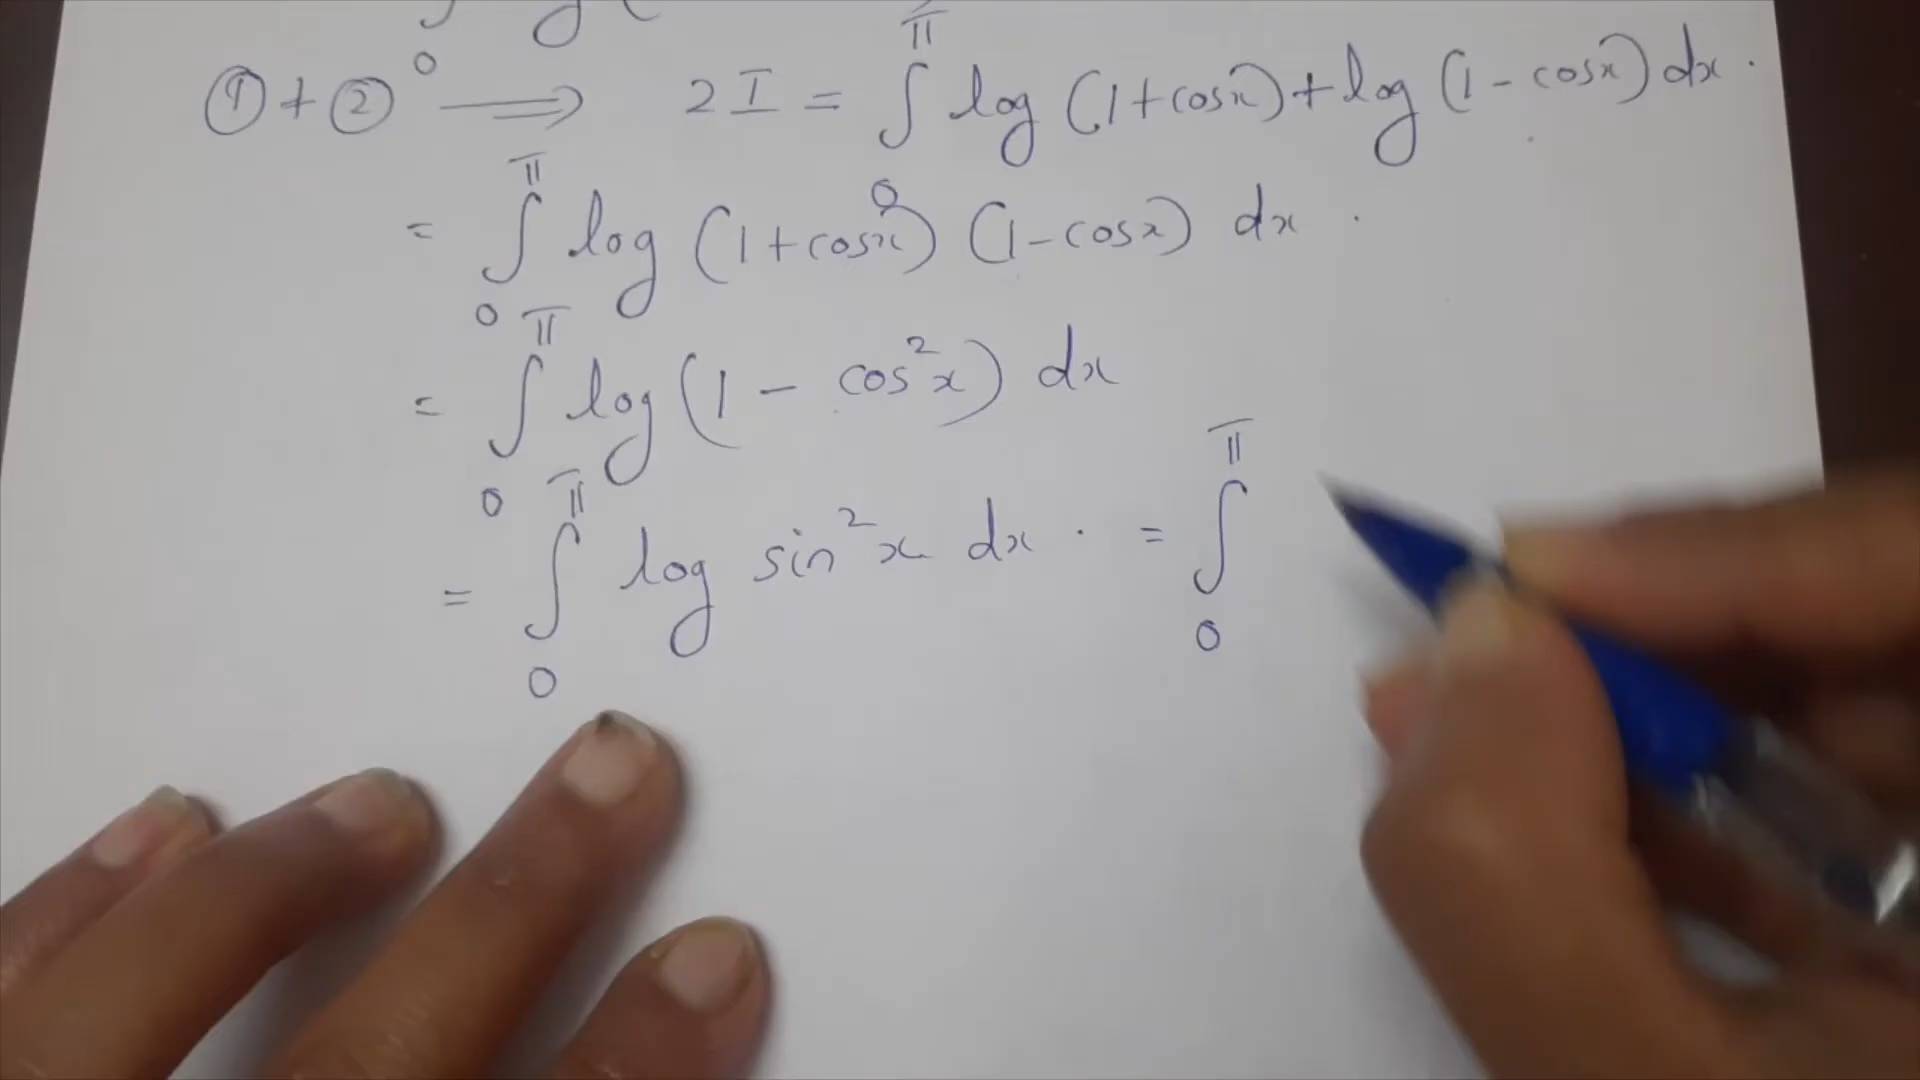 ① + ② ⟹ 2I = ∫₀^π log (1+cosx) + log (1-cosx) dx.
= ∫₀^π log (1+cosx) (1-cosx) dx.
= ∫₀^π log (1 - cos²x) dx
= ∫₀^π log sin²x dx. = ∫₀^π